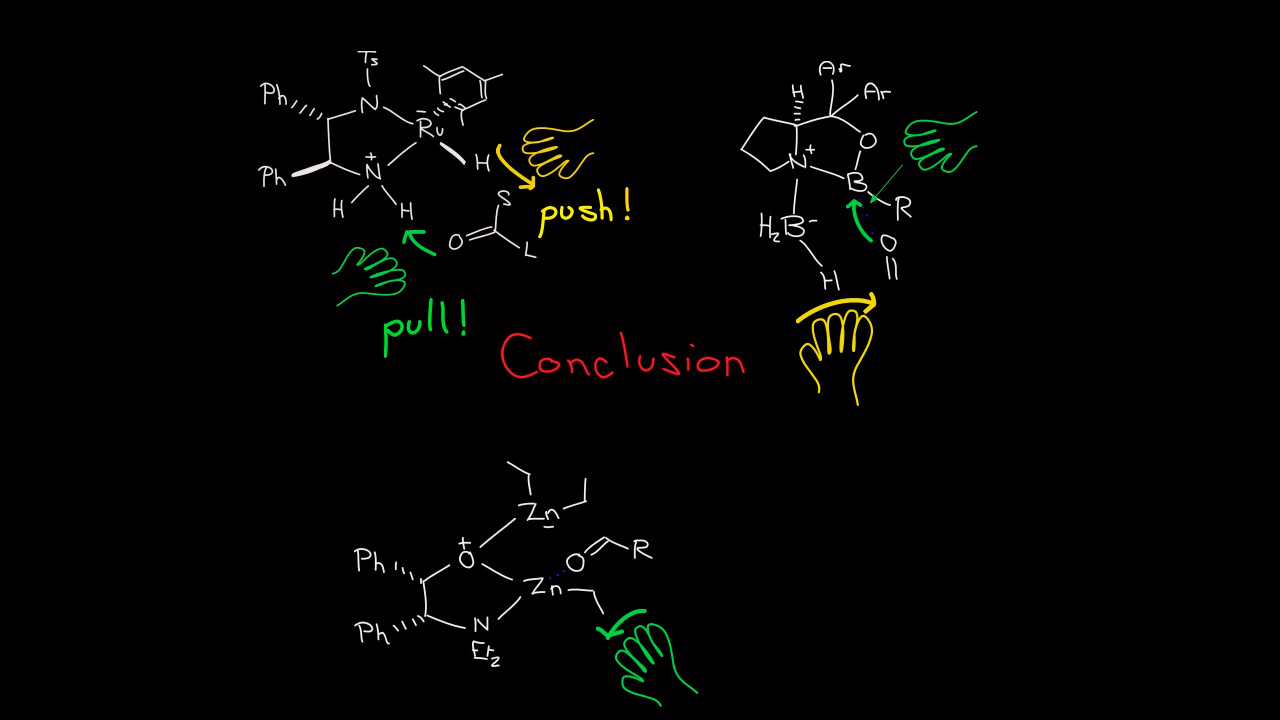 Ts
Ph N
Ru
+
Ph N H
H H S
push!
O L
pull!
Ar
H Ar
O
+
N B
R
H2B-
O
H
Conclusion
Zn
+
O O R
Ph
Zn
Ph N
Et2